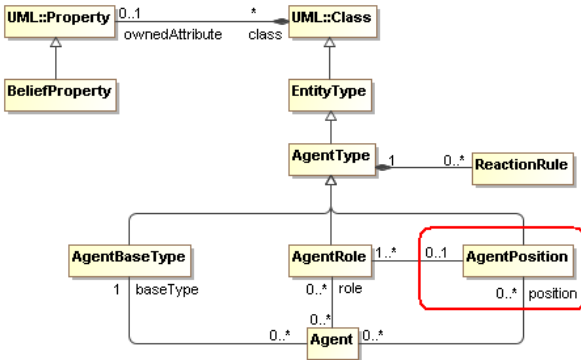 UML::Property
0..1
*
UML::Class
ownedAttribute
class
BeliefProperty
EntityType
AgentType
1
0..*
ReactionRule
AgentBaseType
AgentRole
1..*
0..1
AgentPosition
1
baseType
0..*
role
0..*
position
0..*
0..*
Agent
0..*